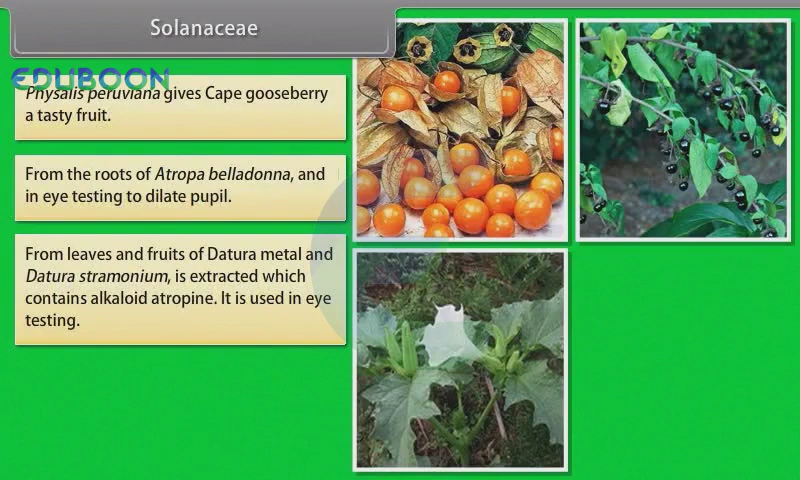 Solanaceae
EDUBOON
Physalis peruviana gives Cape gooseberry
a tasty fruit.
From the roots of Atropa belladonna, and
in eye testing to dilate pupil.
From leaves and fruits of Datura metal and
Datura stramonium, is extracted which
contains alkaloid atropine. It is used in eye
testing.